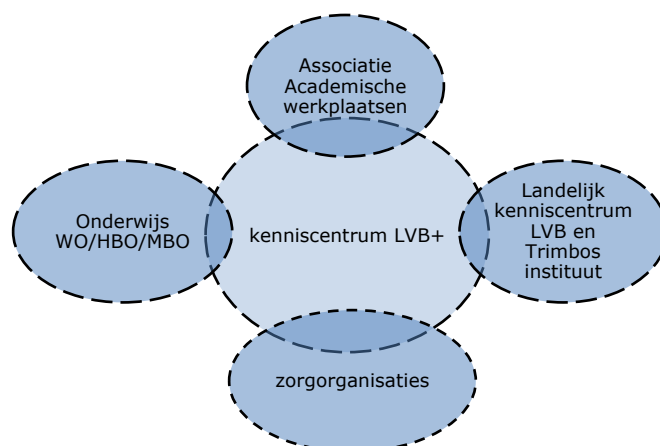 Associatie
Academische
werkplaatsen
Onderwijs
WO/HBO/MBO
kenniscentrum LVB+
Landelijk
kenniscentrum
LVB en
Trimbos
instituut
zorgorganisaties